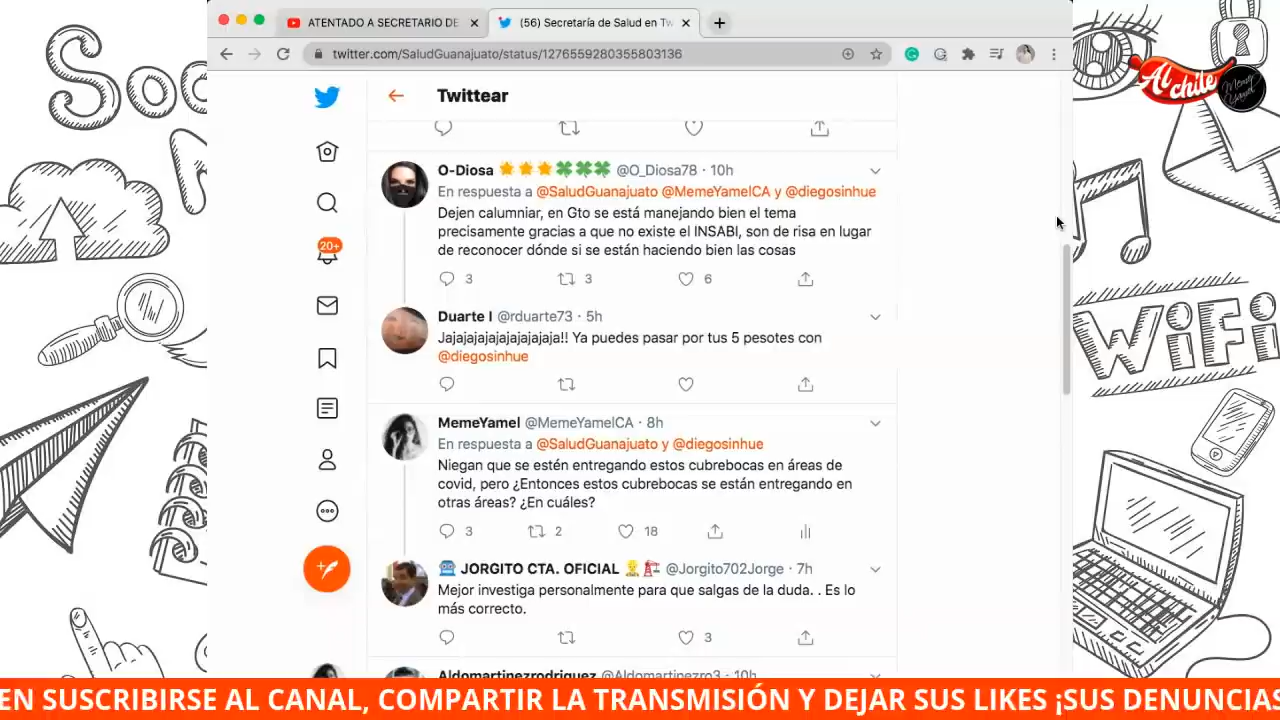 ATENTADO A SECRETARIO DE
(56) Secretaría de Salud en Tw
twitter.com/SaludGuanajuato/status/1276559280355803136
Soc
Al chile
Meme Yamel
Twittear
O-Diosa ⭐⭐⭐🍀🍀🍀 @O_Diosa78 · 10h
En respuesta a @SaludGuanajuato @MemeYamelCA y @diegosinhue
Dejen calumniar, en Gto se está manejando bien el tema
precisamente gracias a que no existe el INSABI, son de risa en lugar
de reconocer dónde si se están haciendo bien las cosas
3 3 6
20+
Duarte I @rduarte73 · 5h
Jajajajajajajajajaja!! Ya puedes pasar por tus 5 pesotes con
@diegosinhue
WiFi
MemeYamel @MemeYamelCA · 8h
En respuesta a @SaludGuanajuato y @diegosinhue
Niegan que se estén entregando estos cubrebocas en áreas de
covid, pero ¿Entonces estos cubrebocas se están entregando en
otras áreas? ¿En cuáles?
3 2 18
JORGITO CTA. OFICIAL 👷🏗 @Jorgito702Jorge · 7h
Mejor investiga personalmente para que salgas de la duda. . Es lo
más correcto.
3
Aldomartinezrodriguez @Aldomartinezro3 · 10h
EN SUSCRIBIRSE AL CANAL, COMPARTIR LA TRANSMISIÓN Y DEJAR SUS LIKES ¡SUS DENUNCIAS